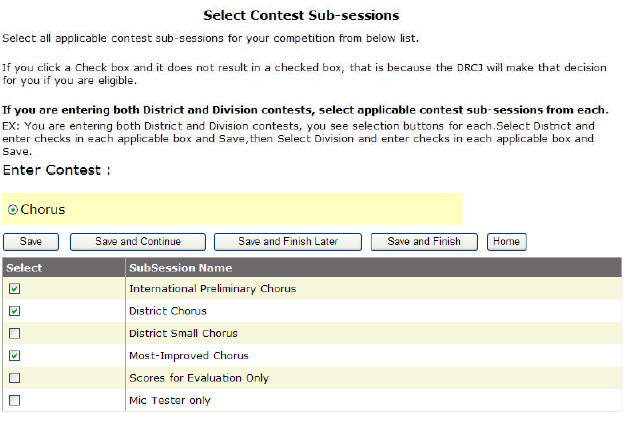 Select Contest Sub-sessions
Select all applicable contest sub-sessions for your competition from below list.
If you click a Check box and it does not result in a checked box, that is because the DRCJ will make that decision
for you if you are eligible.
If you are entering both District and Division contests, select applicable contest sub-sessions from each.
EX: You are entering both District and Division contests, you see selection buttons for each.Select District and
enter checks in each applicable box and Save,then Select Division and enter checks in each applicable box and
Save.
Enter Contest :
Chorus
Save Save and Continue Save and Finish Later Save and Finish Home
Select SubSession Name
International Preliminary Chorus
District Chorus
District Small Chorus
Most-Improved Chorus
Scores for Evaluation Only
Mic Tester only